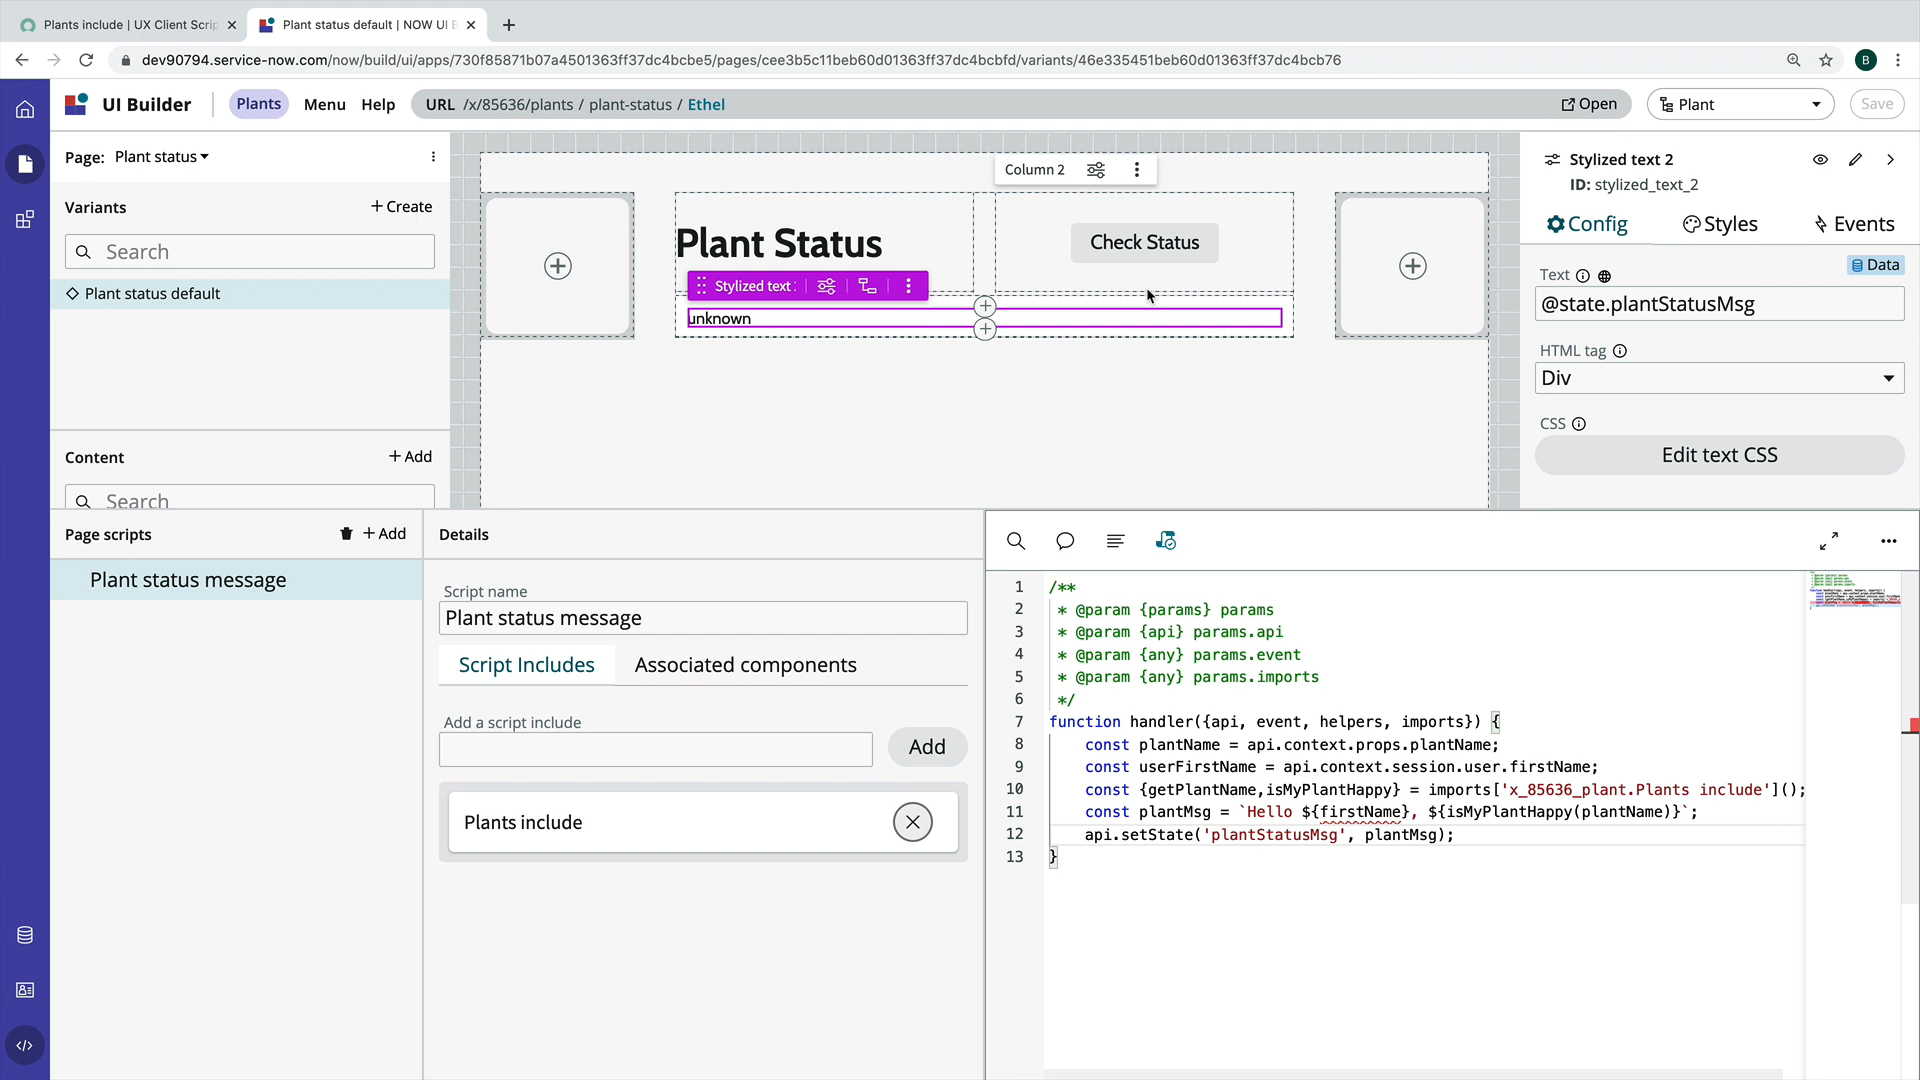 Plants include | UX Client Scrip
Plant status default | NOW UI B
dev90794.service-now.com/now/build/ui/apps/730f85871b07a4501363ff37dc4bcbe5/pages/cee3b5c11beb60d01363ff37dc4bcbfd/variants/46e335451beb60d01363ff37dc4bcb76
B
UI Builder
Plants
Menu
Help
URL /x/85636/plants / plant-status / Ethel
Open
Plant
Save
Page: Plant status
Variants
+ Create
Search
Plant status default
Content
+ Add
Search
Column 2
Plant Status
Check Status
Stylized text
unknown
Stylized text 2
ID: stylized_text_2
Config
Styles
Events
Data
Text
@state.plantStatusMsg
HTML tag
Div
CSS
Edit text CSS
Page scripts
+ Add
Plant status message
Details
Script name
Plant status message
Script Includes
Associated components
Add a script include
Add
Plants include
1 /**
2 * @param {params} params
3 * @param {api} params.api
4 * @param {any} params.event
5 * @param {any} params.imports
6 */
7 function handler({api, event, helpers, imports}) {
8 const plantName = api.context.props.plantName;
9 const userFirstName = api.context.session.user.firstName;
10 const {getPlantName,isMyPlantHappy} = imports['x_85636_plant.Plants include']();
11 const plantMsg = `Hello ${firstName}, ${isMyPlantHappy(plantName)}`;
12 api.setState('plantStatusMsg', plantMsg);
13 }